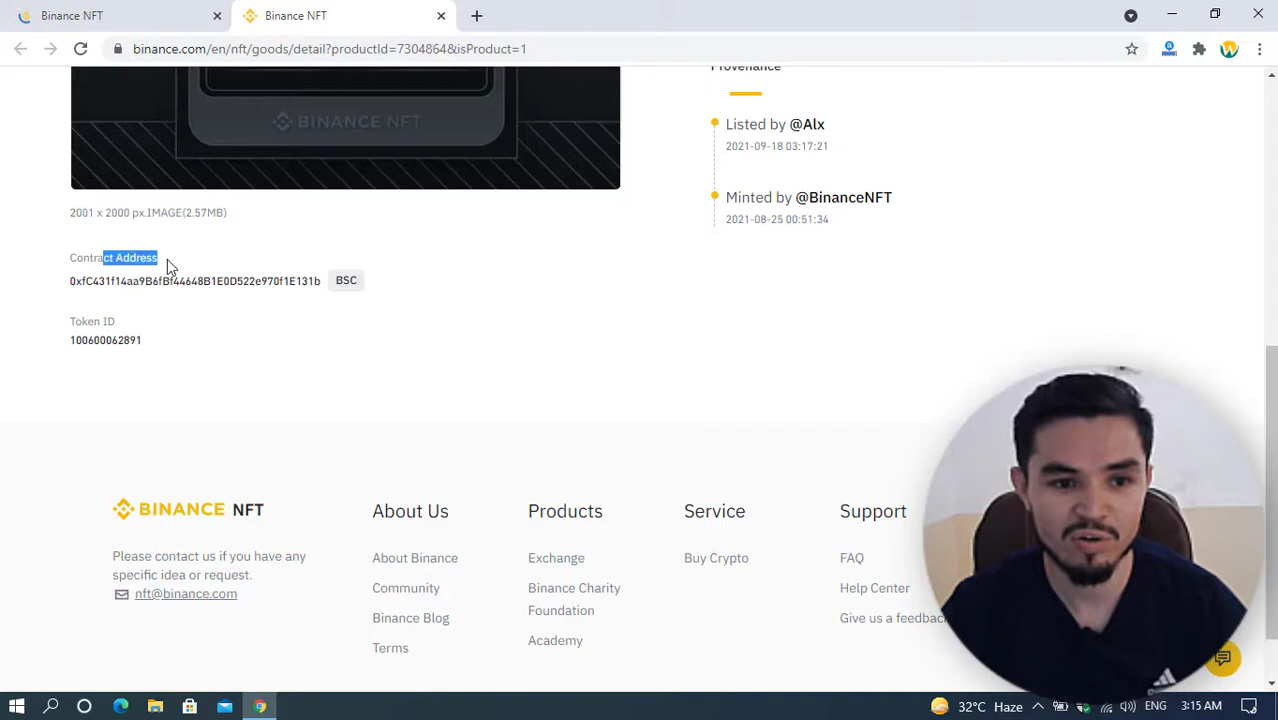 Binance NFT
Binance NFT
binance.com/en/nft/goods/detail?productId=7304864&isProduct=1
BINANCE NFT
Provenance
Listed by @Alx
2021-09-18 03:17:21
Minted by @BinanceNFT
2021-08-25 00:51:34
2001 x 2000 px.IMAGE(2.57MB)
Contract Address
0xfC431f14aa9B6fBf44648B1E0D522e970f1E131b BSC
Token ID
100600062891
BINANCE NFT
Please contact us if you have any
specific idea or request.
nft@binance.com
About Us
About Binance
Community
Binance Blog
Terms
Products
Exchange
Binance Charity
Foundation
Academy
Service
Buy Crypto
Support
FAQ
Help Center
Give us a feedback
32°C Haze
ENG
3:15 AM